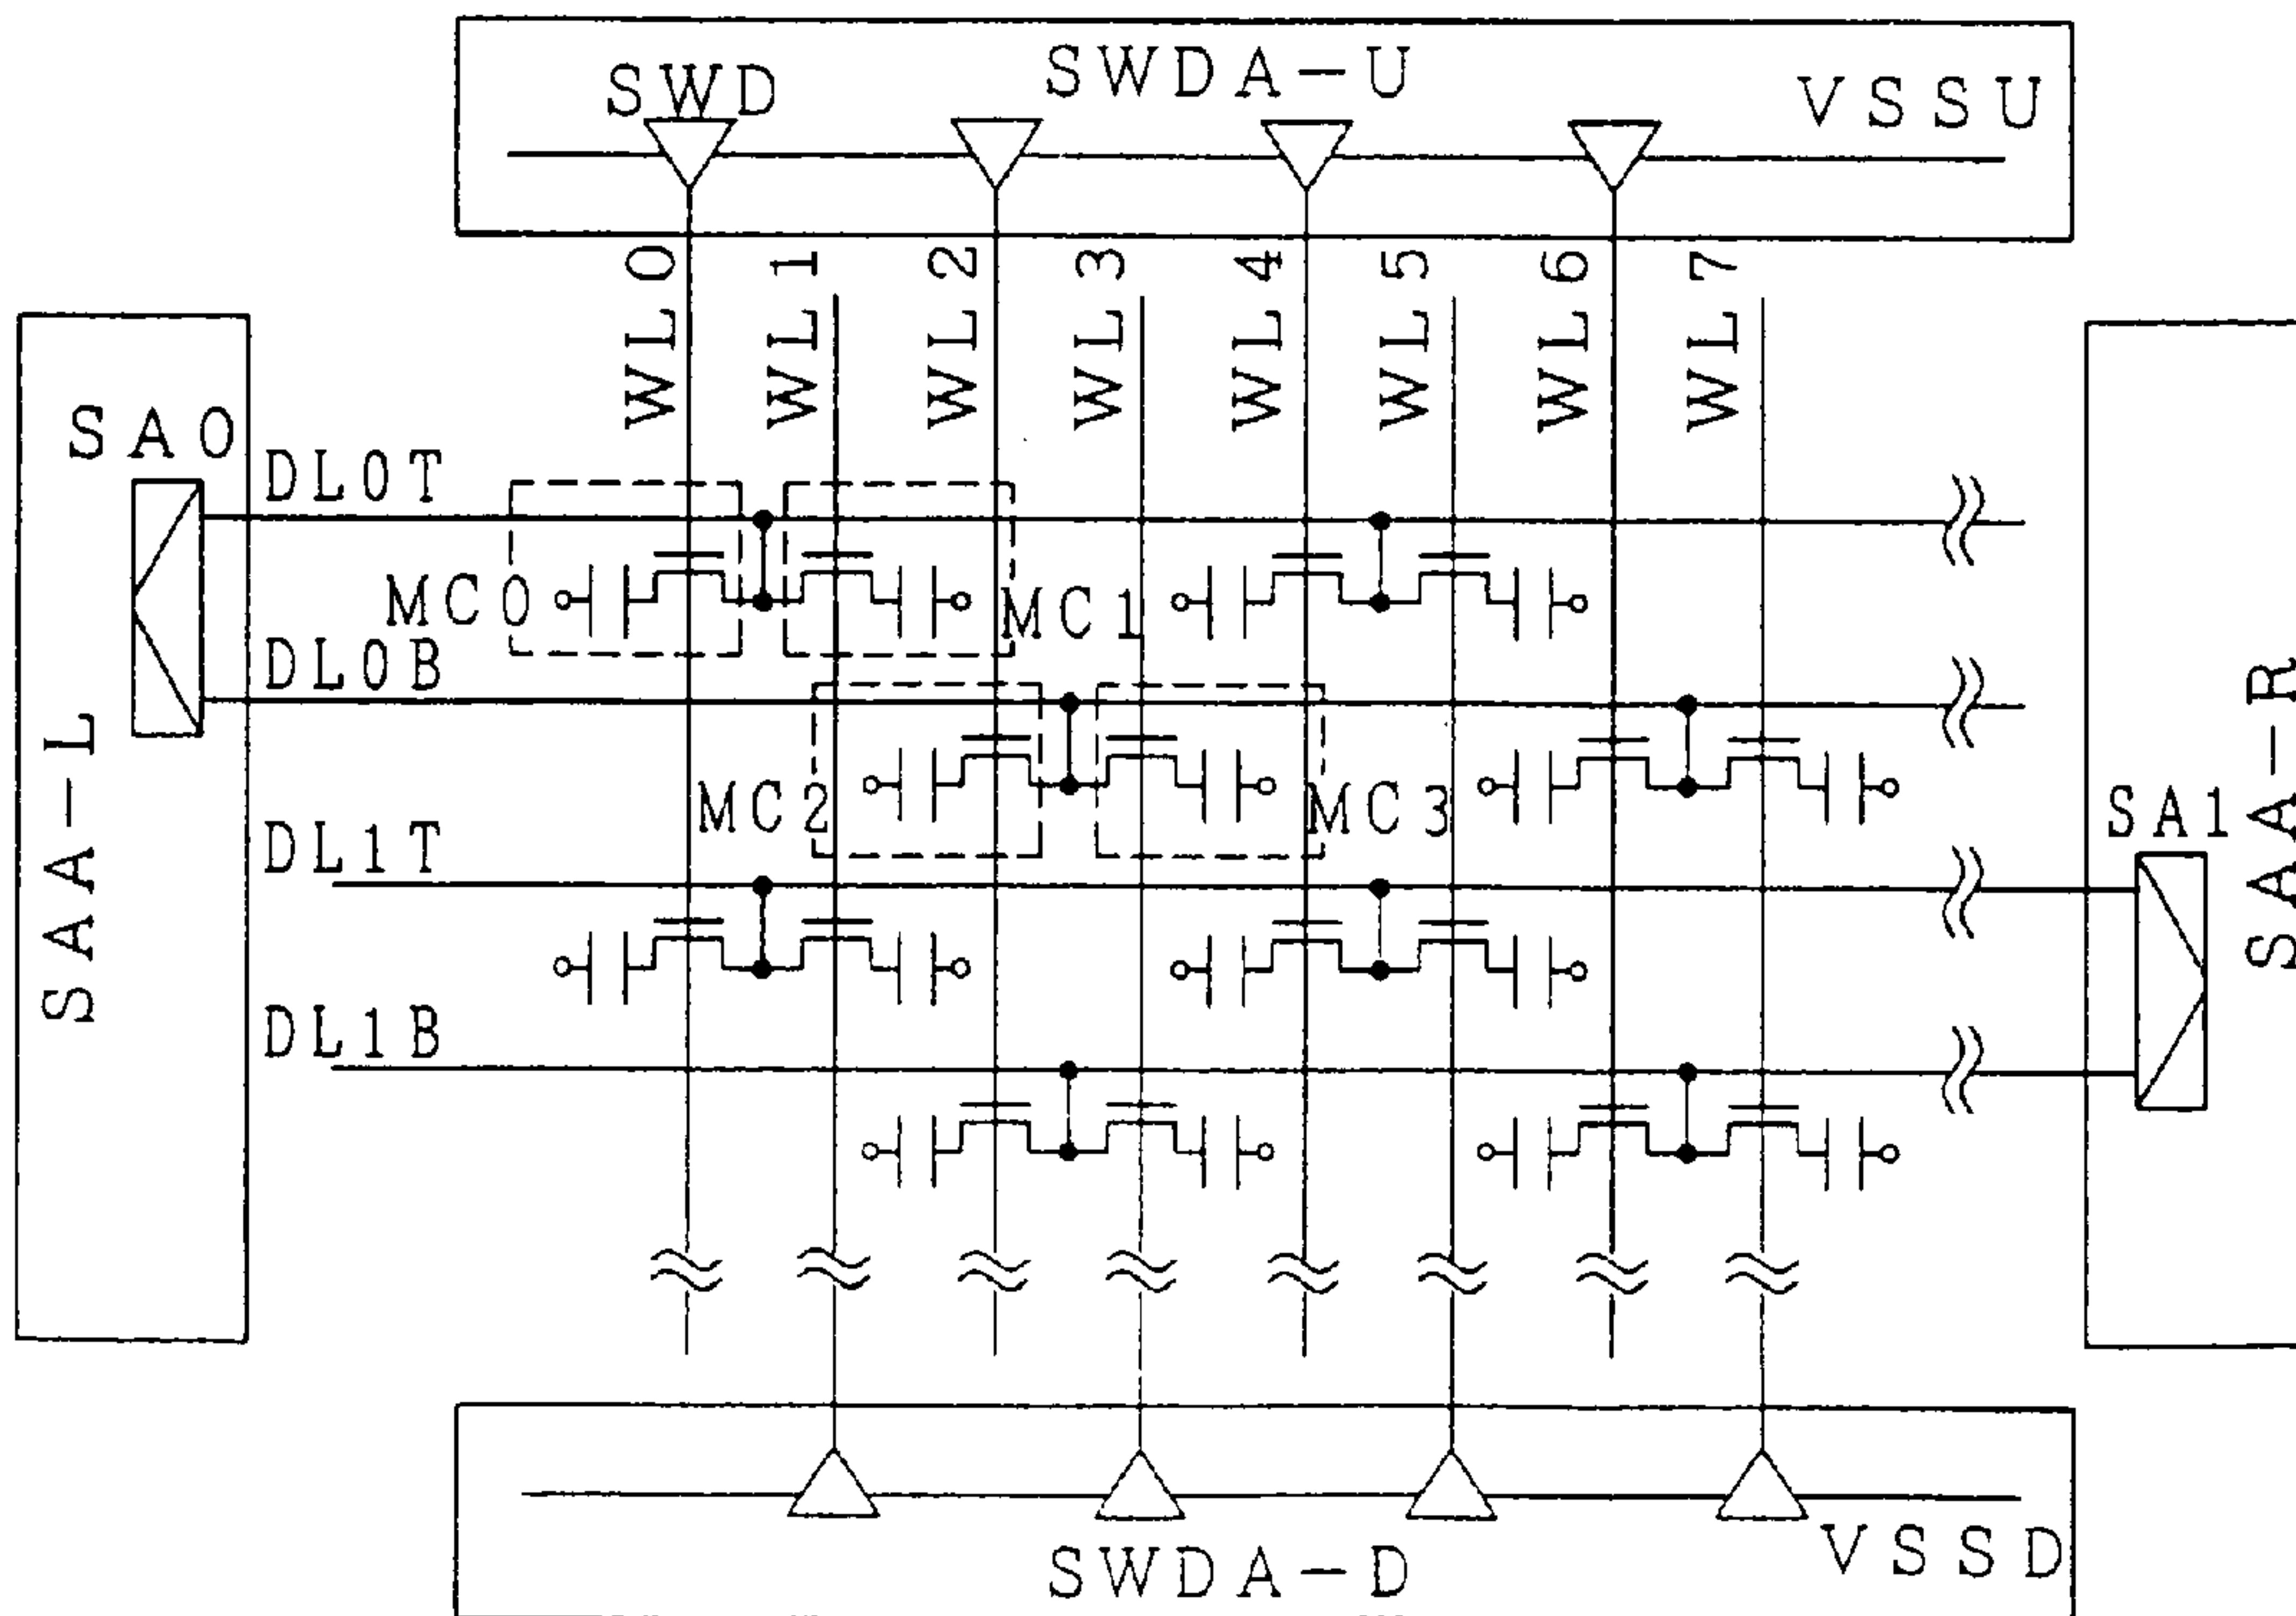 SWD
SWDA-U
VSSU
WL0
WL1
WL2
WL3
WL4
WL5
WL6
WL7
SA0
DL0T
MC0
MC1
DL0B
SAA-L
SAA-R
MC2
MC3
SA1
DL1T
DL1B
SWDA-D
VSSD